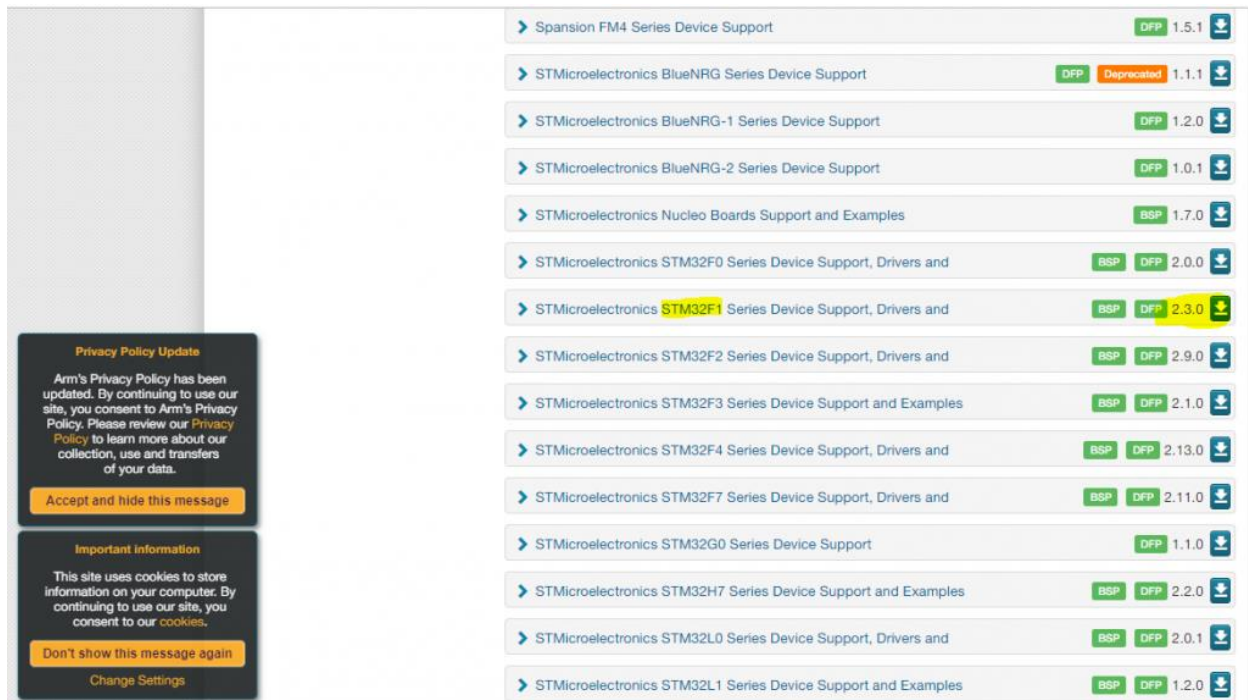 Spansion FM4 Series Device Support DFP 1.5.1
STMicroelectronics BlueNRG Series Device Support DFP Deprecated 1.1.1
STMicroelectronics BlueNRG-1 Series Device Support DFP 1.2.0
STMicroelectronics BlueNRG-2 Series Device Support DFP 1.0.1
STMicroelectronics Nucleo Boards Support and Examples BSP 1.7.0
STMicroelectronics STM32F0 Series Device Support, Drivers and BSP DFP 2.0.0
STMicroelectronics STM32F1 Series Device Support, Drivers and BSP DFP 2.3.0
STMicroelectronics STM32F2 Series Device Support, Drivers and BSP DFP 2.9.0
STMicroelectronics STM32F3 Series Device Support and Examples BSP DFP 2.1.0
STMicroelectronics STM32F4 Series Device Support, Drivers and BSP DFP 2.13.0
STMicroelectronics STM32F7 Series Device Support, Drivers and BSP DFP 2.11.0
STMicroelectronics STM32G0 Series Device Support DFP 1.1.0
STMicroelectronics STM32H7 Series Device Support and Examples BSP DFP 2.2.0
STMicroelectronics STM32L0 Series Device Support, Drivers and BSP DFP 2.0.1
STMicroelectronics STM32L1 Series Device Support and Examples BSP DFP 1.2.0
Privacy Policy Update
Arm's Privacy Policy has been
updated. By continuing to use our
site, you consent to Arm's Privacy
Policy. Please review our Privacy
Policy to learn more about our
collection, use and transfers
of your data.
Accept and hide this message
Important information
This site uses cookies to store
information on your computer. By
continuing to use our site, you
consent to our cookies.
Don't show this message again
Change Settings